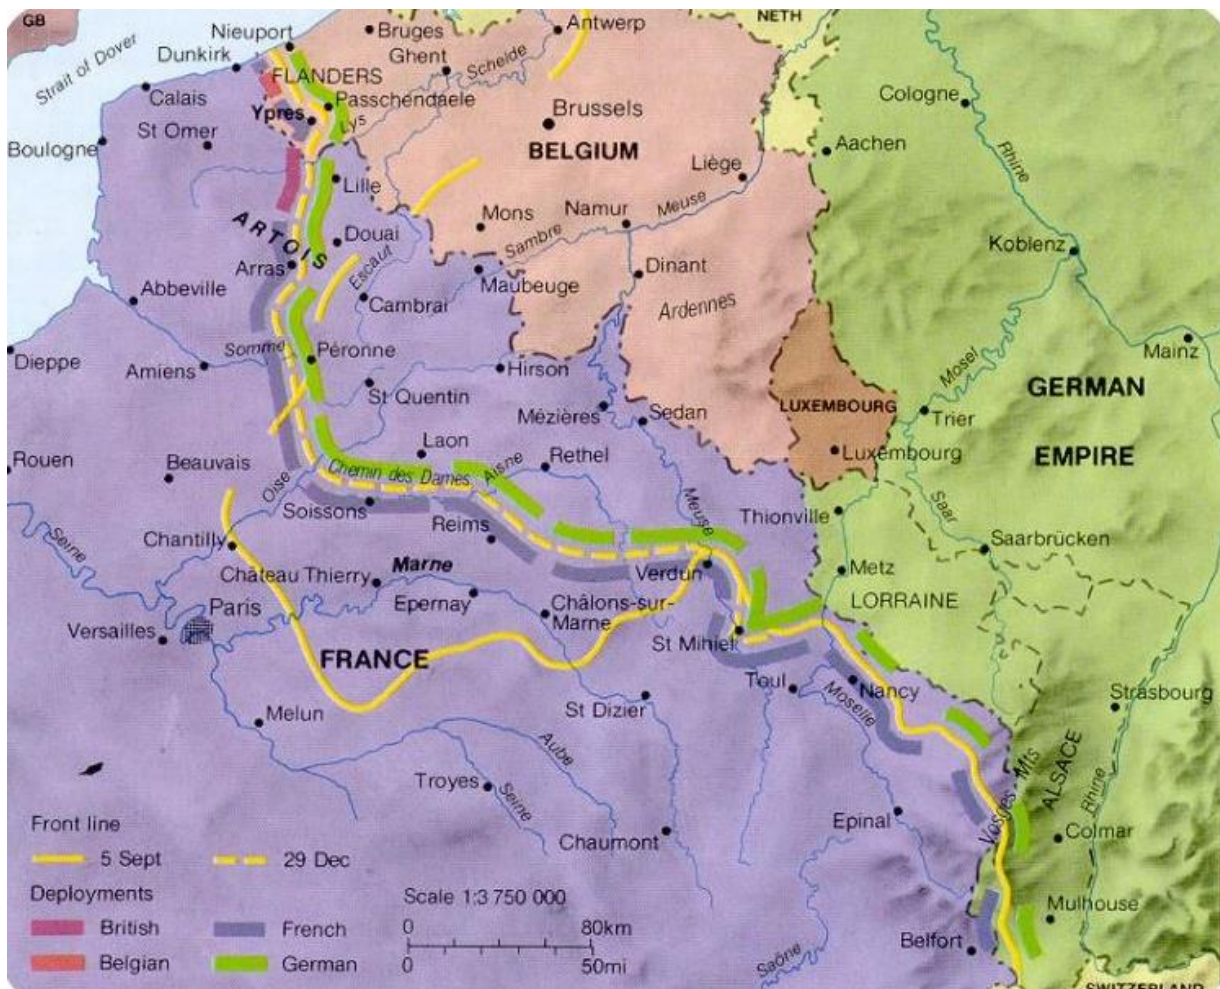 GB
NETH
Strait of Dover
Nieuport
Bruges
Antwerp
Dunkirk
Ghent
Schelde
FLANDERS
Calais
Passchendaele
Cologne
Ypres
Lys
Brussels
St Omer
Boulogne
BELGIUM
Aachen
Liège
Rhine
Lille
Meuse
Mons
Namur
ARTOIS
Douai
Sambre
Koblenz
Arras
Escaut
Dinant
Maubeuge
Abbeville
Cambrai
Ardennes
Somme
Péronne
Dieppe
Amiens
Hirson
Mosel
Mainz
St Quentin
GERMAN
Mézières
Sedan
LUXEMBOURG
Trier
Laon
Rouen
Beauvais
Rethel
Luxembourg
EMPIRE
Chemin des Dames
Aisne
Oise
Soissons
Meuse
Saar
Reims
Thionville
Seine
Chantilly
Saarbrücken
Marne
Château Thierry
Verdun
Metz
Paris
Epernay
Châlons-sur-
Marne
LORRAINE
Versailles
St Mihiel
FRANCE
Toul
Nancy
Moselle
Strasbourg
Melun
St Dizier
Aube
Vosges Mts
ALSACE
Troyes
Seine
Rhine
Front line
Epinal
Colmar
Chaumont
5 Sept
29 Dec
Deployments
Scale 1:3 750 000
Mulhouse
British
French
0
80km
Belfort
Belgian
German
0
50mi
Saône
SWITZERLAND